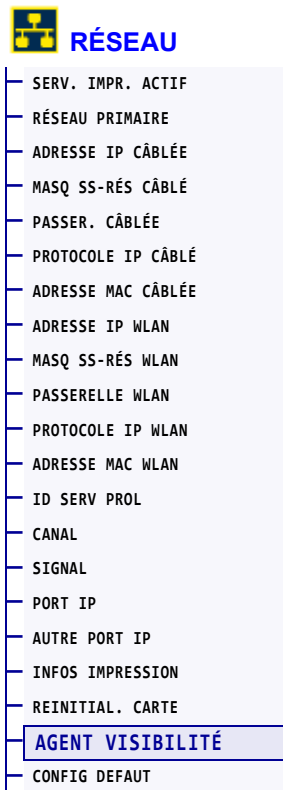 RÉSEAU
SERV. IMPR. ACTIF
RÉSEAU PRIMAIRE
ADRESSE IP CÂBLÉE
MASQ SS-RÉS CÂBLÉ
PASSER. CÂBLÉE
PROTOCOLE IP CÂBLÉ
ADRESSE MAC CÂBLÉE
ADRESSE IP WLAN
MASQ SS-RÉS WLAN
PASSERELLE WLAN
PROTOCOLE IP WLAN
ADRESSE MAC WLAN
ID SERV PROL
CANAL
SIGNAL
PORT IP
AUTRE PORT IP
INFOS IMPRESSION
REINITIAL. CARTE
AGENT VISIBILITÉ
CONFIG DEFAUT